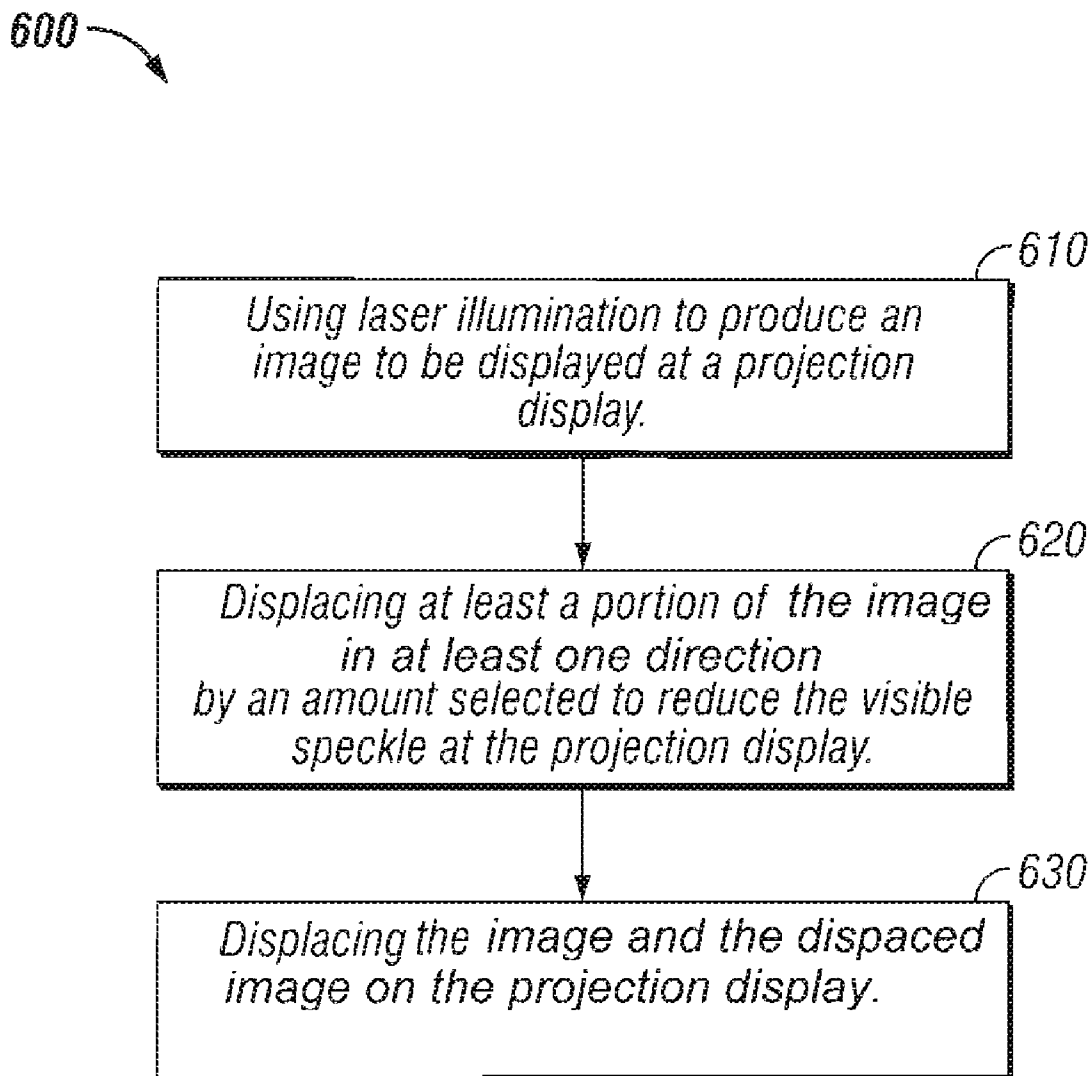 600
610
Using laser illumination to produce an
image to be displayed at a projection
display.
620
Displacing at least a portion of the image
in at least one direction
by an amount selected to reduce the visible
speckle at the projection display.
630
Displacing the image and the dispaced
image on the projection display.